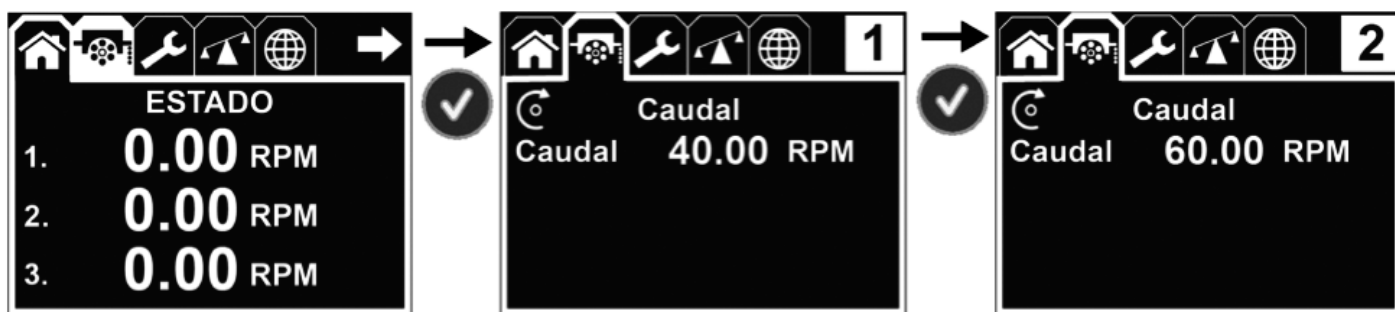 ESTADO
1. 0.00 RPM
2. 0.00 RPM
3. 0.00 RPM
1
Caudal
Caudal 40.00 RPM
2
Caudal
Caudal 60.00 RPM